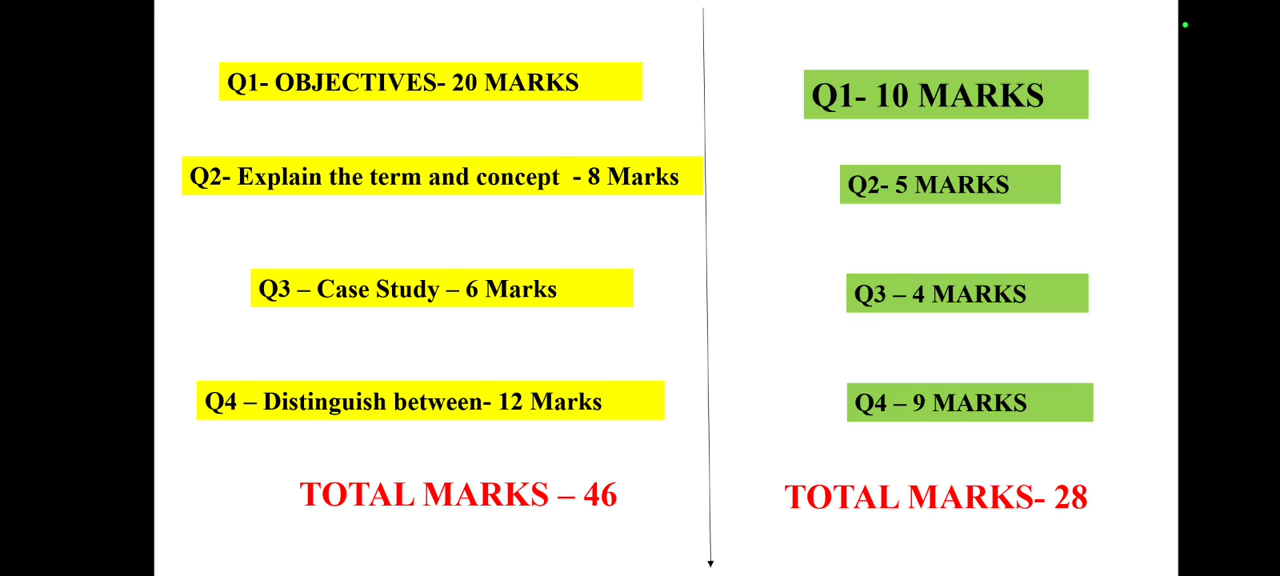 Q1- OBJECTIVES- 20 MARKS
Q2- Explain the term and concept - 8 Marks
Q3 – Case Study – 6 Marks
Q4 – Distinguish between- 12 Marks
TOTAL MARKS – 46
Q1- 10 MARKS
Q2- 5 MARKS
Q3 – 4 MARKS
Q4 – 9 MARKS
TOTAL MARKS- 28